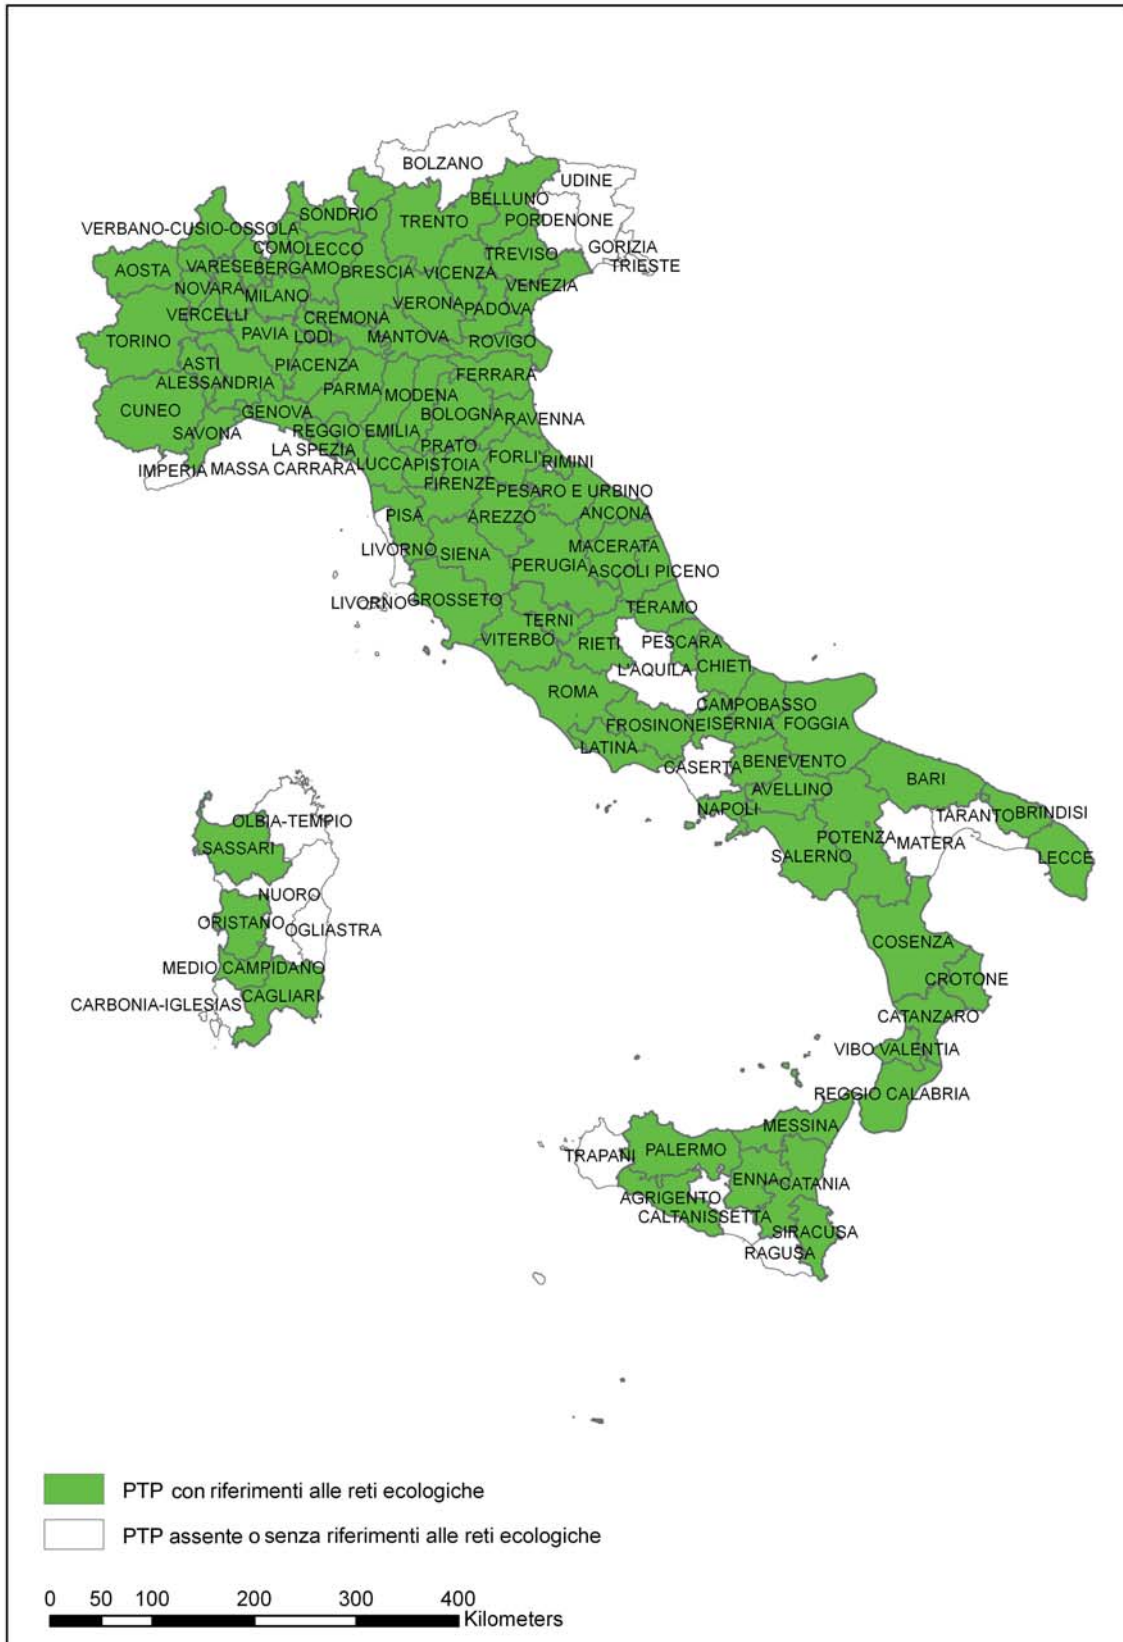 BOLZANO
UDINE
BELLUNO
SONDRIO
TRENTO
PORDENONE
VERBANO-CUSIO-OSSOLA
COMO
LECCO
GORIZIA
TREVISO
TRIESTE
AOSTA
VARESE
BERGAMO
BRESCIA
VICENZA
VENEZIA
NOVARA
MILANO
VERONA
PADOVA
VERCELLI
CREMONA
TORINO
PAVIA
LODI
MANTOVA
ROVIGO
ASTI
PIACENZA
FERRARA
ALESSANDRIA
PARMA
MODENA
CUNEO
GENOVA
BOLOGNA
RAVENNA
SAVONA
REGGIO EMILIA
PRATO
LA SPEZIA
FORLI'
RIMINI
IMPERIA
MASSA CARRARA
LUCCA
PISTOIA
FIRENZE
PESARO E URBINO
PISA
AREZZO
ANCONA
LIVORNO
SIENA
MACERATA
PERUGIA
ASCOLI PICENO
LIVORNO
GROSSETO
TERAMO
TERNI
VITERBO
RIETI
PESCARA
L'AQUILA
CHIETI
ROMA
CAMPOBASSO
FROSINONE
ISERNIA
FOGGIA
LATINA
CASERTA
BENEVENTO
BARI
AVELLINO
NAPOLI
TARANTO
BRINDISI
OLBIA-TEMPIO
POTENZA
MATERA
SASSARI
SALERNO
LECCE
NUORO
ORISTANO
OGLIASTRA
COSENZA
MEDIO CAMPIDANO
CROTONE
CARBONIA-IGLESIAS
CAGLIARI
CATANZARO
VIBO VALENTIA
REGGIO CALABRIA
MESSINA
TRAPANI
PALERMO
ENNA
CATANIA
AGRIGENTO
CALTANISSETTA
SIRACUSA
RAGUSA
PTP con riferimenti alle reti ecologiche
PTP assente o senza riferimenti alle reti ecologiche
0 50 100 200 300 400
Kilometers